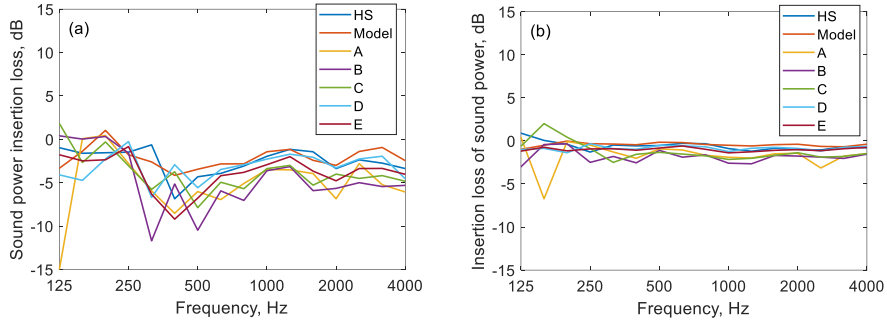 (a)
Sound power insertion loss, dB
15
10
5
0
-5
-10
-15
125 250 500 1000 2000 4000
Frequency, Hz
HS
Model
A
B
C
D
E
(b)
Insertion loss of sound power, dB
15
10
5
0
-5
-10
-15
125 250 500 1000 2000 4000
Frequency, Hz
HS
Model
A
B
C
D
E